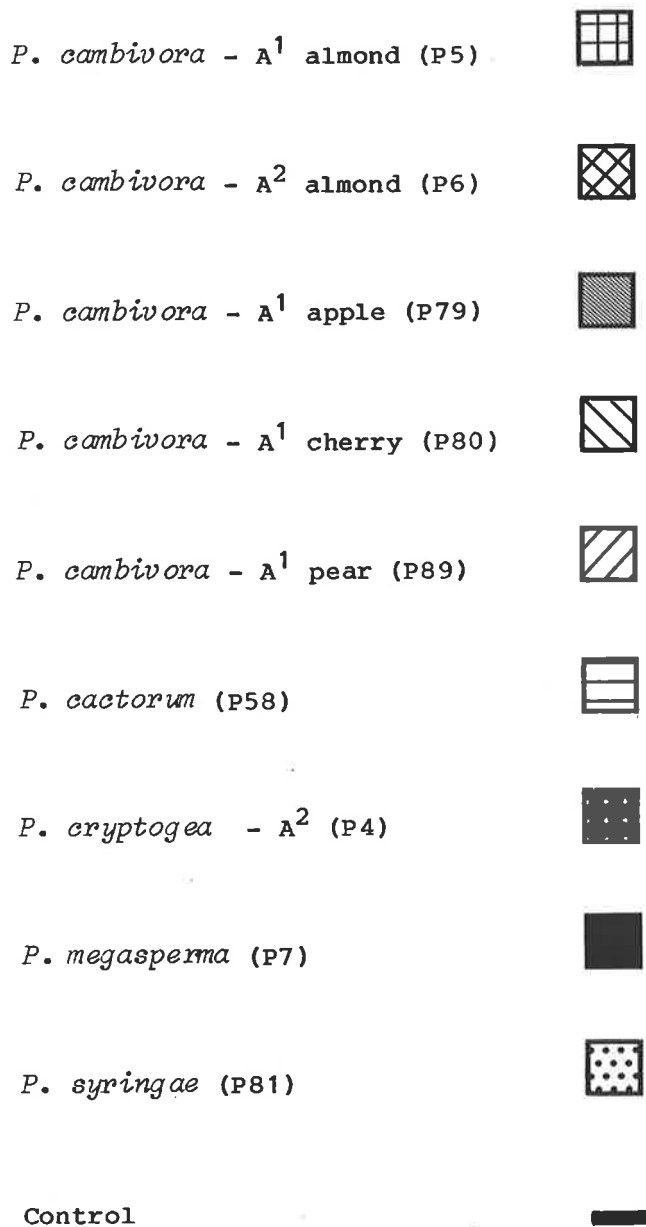 P. cambivora - A¹ almond (P5)
P. cambivora - A² almond (P6)
P. cambivora - A¹ apple (P79)
P. cambivora - A¹ cherry (P80)
P. cambivora - A¹ pear (P89)
P. cactorum (P58)
P. cryptogea - A² (P4)
P. megasperma (P7)
P. syringae (P81)
Control